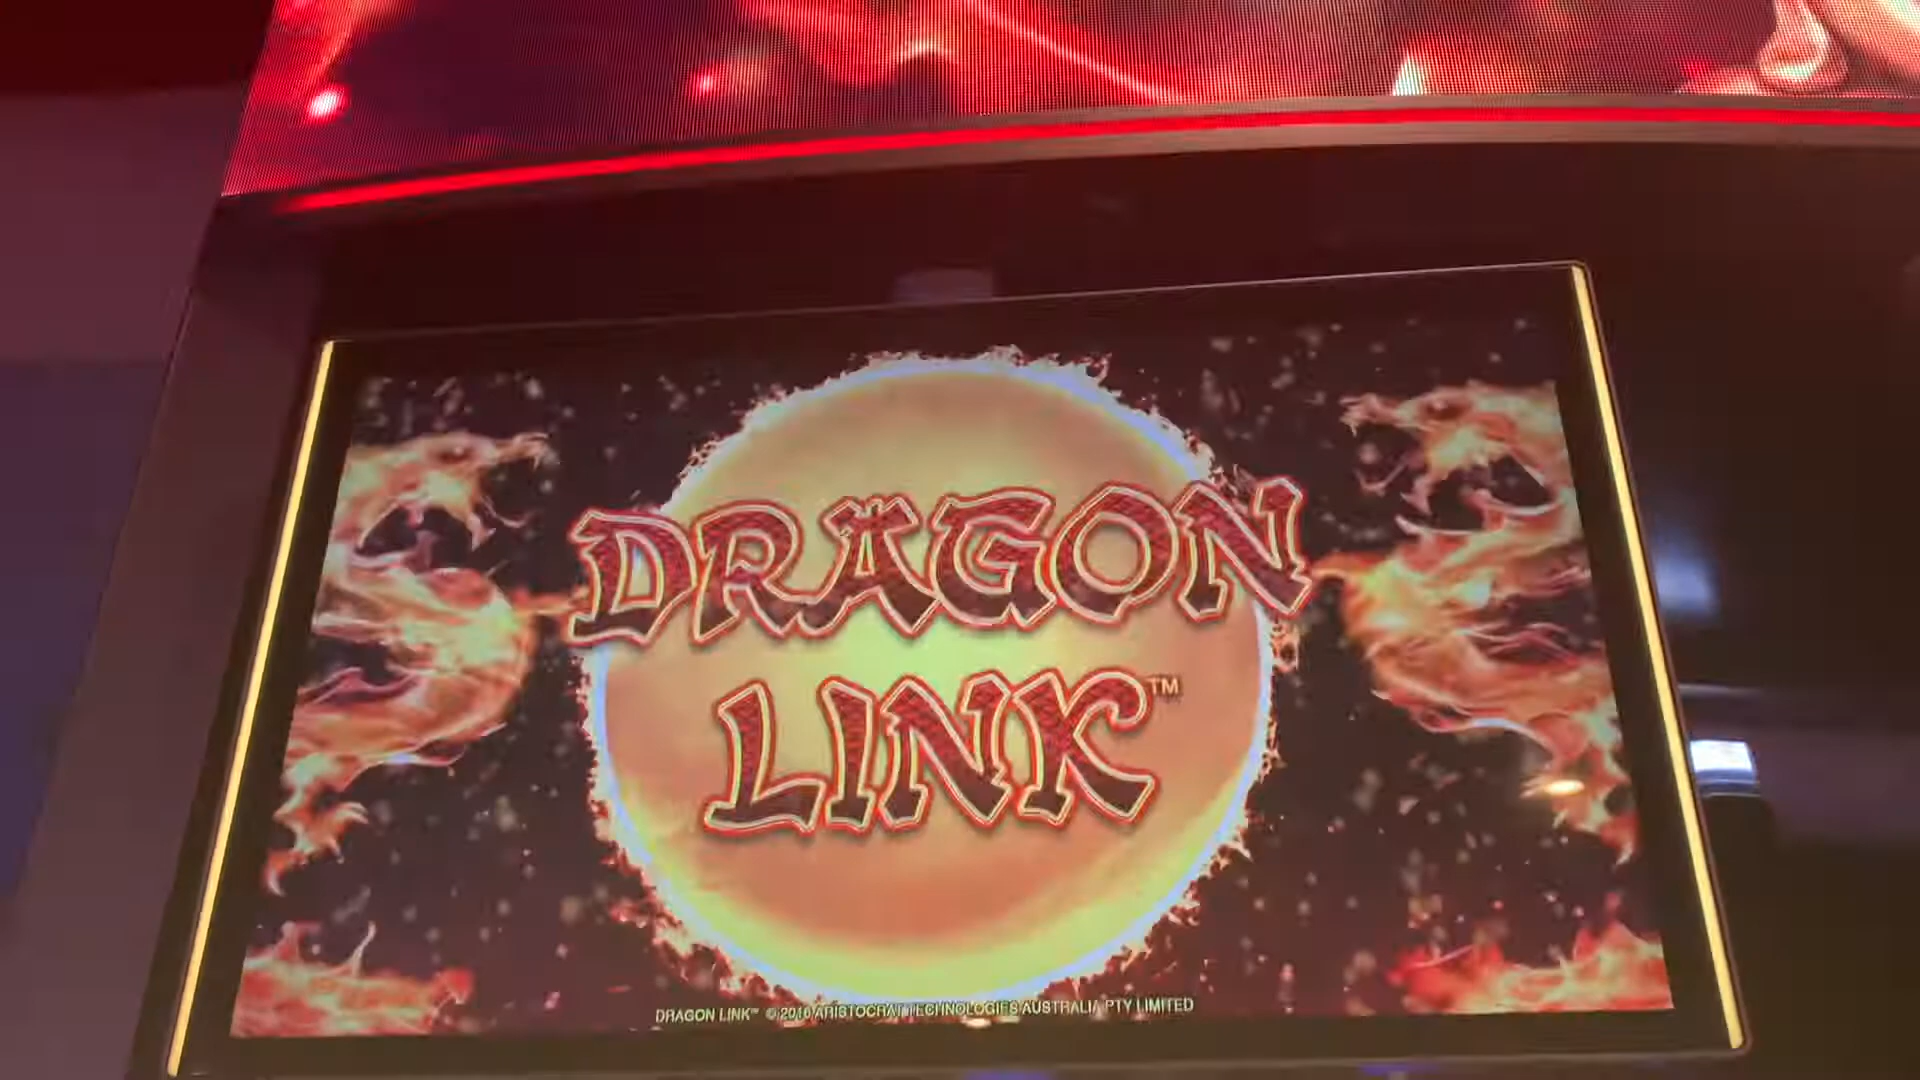 DRAGON
LINK™
DRAGON LINK™ © 2016 ARISTOCRAT TECHNOLOGIES AUSTRALIA PTY LIMITED